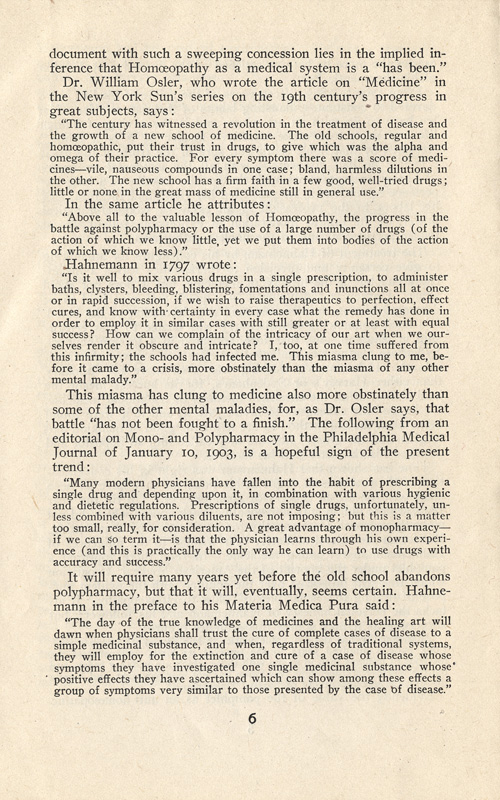 document with such a sweeping concession lies in the implied in-
ference that Homœopathy as a medical system is a “has been.”
Dr. William Osler, who wrote the article on “Medicine” in
the New York Sun’s series on the 19th century’s progress in
great subjects, says:
“The century has witnessed a revolution in the treatment of disease and
the growth of a new school of medicine. The old schools, regular and
homœopathic, put their trust in drugs, to give which was the alpha and
omega of their practice. For every symptom there was a score of medi-
cines—vile, nauseous compounds in one case; bland, harmless dilutions in
the other. The new school has a firm faith in a few good, well-tried drugs;
little or none in the great mass of medicine still in general use.”
In the same article he attributes:
“Above all to the valuable lesson of Homœopathy, the progress in the
battle against polypharmacy or the use of a large number of drugs (of the
action of which we know little, yet we put them into bodies of the action
of which we know less).”
Hahnemann in 1797 wrote:
“Is it well to mix various drugs in a single prescription, to administer
baths, clysters, bleeding, blistering, fomentations and inunctions all at once
or in rapid succession, if we wish to raise therapeutics to perfection, effect
cures, and know with certainty in every case what the remedy has done in
order to employ it in similar cases with still greater or at least with equal
success? How can we complain of the intricacy of our art when we our-
selves render it obscure and intricate? I, too, at one time suffered from
this infirmity; the schools had infected me. This miasma clung to me, be-
fore it came to a crisis, more obstinately than the miasma of any other
mental malady.”
This miasma has clung to medicine also more obstinately than
some of the other mental maladies, for, as Dr. Osler says, that
battle “has not been fought to a finish.” The following from an
editorial on Mono- and Polypharmacy in the Philadelphia Medical
Journal of January 10, 1903, is a hopeful sign of the present
trend:
“Many modern physicians have fallen into the habit of prescribing a
single drug and depending upon it, in combination with various hygienic
and dietetic regulations. Prescriptions of single drugs, unfortunately, un-
less combined with various diluents, are not imposing; but this is a matter
too small, really, for consideration. A great advantage of monopharmacy—
if we can so term it—is that the physician learns through his own experi-
ence (and this is practically the only way he can learn) to use drugs with
accuracy and success.”
It will require many years yet before the old school abandons
polypharmacy, but that it will, eventually, seems certain. Hahne-
mann in the preface to his Materia Medica Pura said:
“The day of the true knowledge of medicines and the healing art will
dawn when physicians shall trust the cure of complete cases of disease to a
simple medicinal substance, and when, regardless of traditional systems,
they will employ for the extinction and cure of a case of disease whose
symptoms they have investigated one single medicinal substance whose
positive effects they have ascertained which can show among these effects a
group of symptoms very similar to those presented by the case of disease.”
6